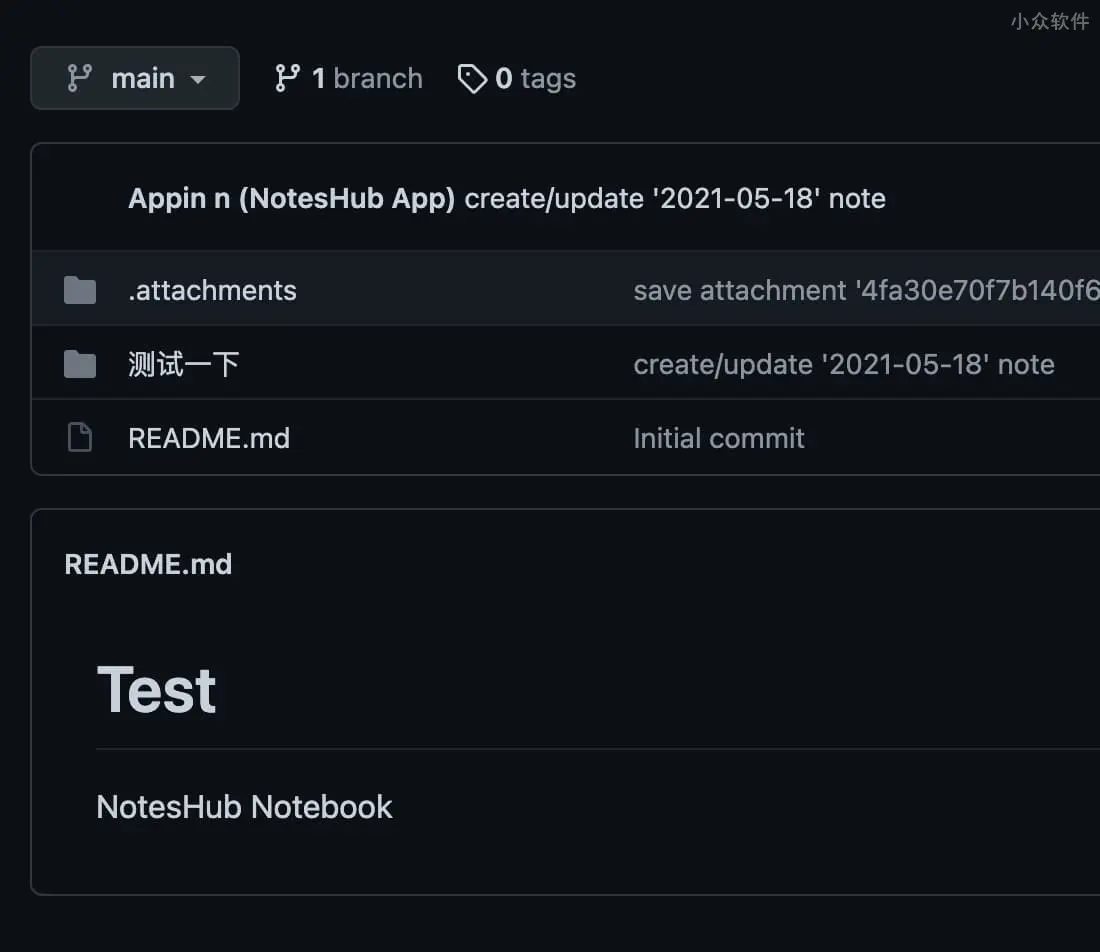 小众软件
main 1 branch 0 tags
Appin n (NotesHub App) create/update '2021-05-18' note
.attachments save attachment '4fa30e70f7b140f6
测试一下 create/update '2021-05-18' note
README.md Initial commit
README.md
Test
NotesHub Notebook